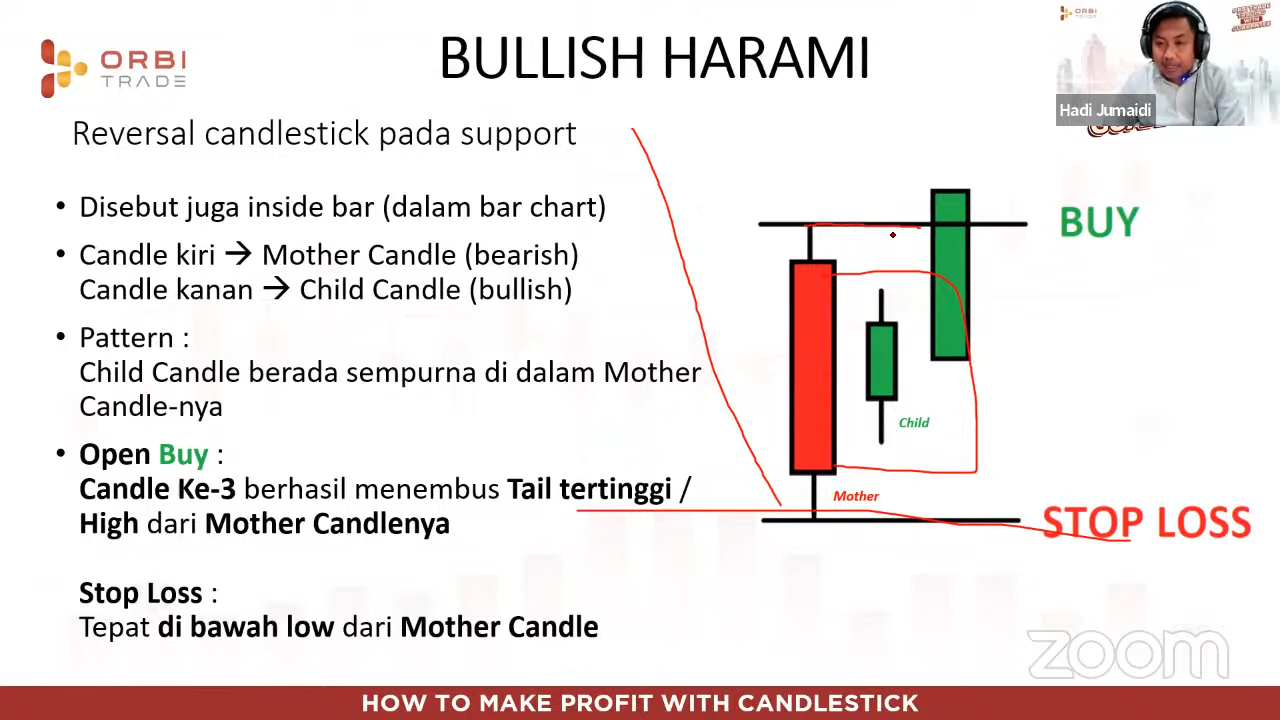 ORBI
TRADE
BULLISH HARAMI
ORBI
TRADE
Hadi Jumaidi
Reversal candlestick pada support
• Disebut juga inside bar (dalam bar chart)
• Candle kiri → Mother Candle (bearish)
Candle kanan → Child Candle (bullish)
• Pattern :
Child Candle berada sempurna di dalam Mother
Candle-nya
• Open Buy :
Candle Ke-3 berhasil menembus Tail tertinggi /
High dari Mother Candlenya
Stop Loss :
Tepat di bawah low dari Mother Candle
BUY
Child
Mother
STOP LOSS
zoom
HOW TO MAKE PROFIT WITH CANDLESTICK